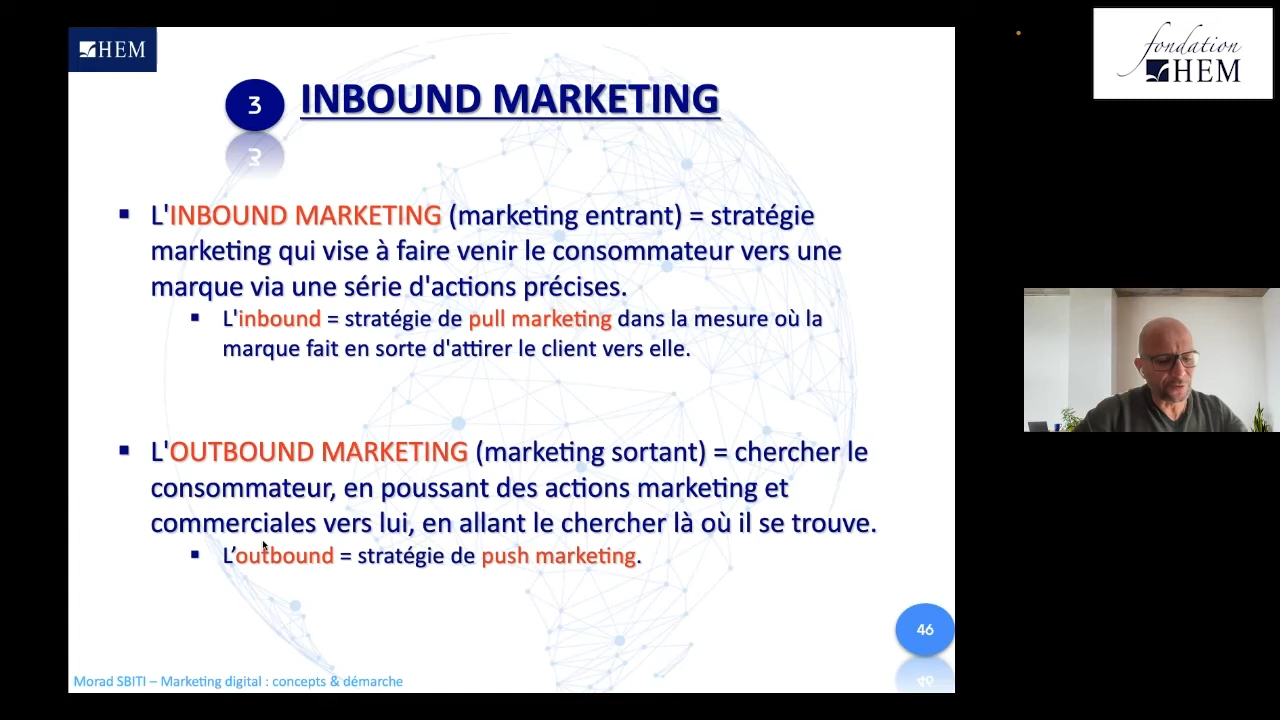 HEM
fondation
HEM
3
INBOUND MARKETING
▪ L'INBOUND MARKETING (marketing entrant) = stratégie
marketing qui vise à faire venir le consommateur vers une
marque via une série d'actions précises.
▪ L'inbound = stratégie de pull marketing dans la mesure où la
marque fait en sorte d'attirer le client vers elle.
▪ L'OUTBOUND MARKETING (marketing sortant) = chercher le
consommateur, en poussant des actions marketing et
commerciales vers lui, en allant le chercher là où il se trouve.
▪ L’outbound = stratégie de push marketing.
46
Morad SBITI – Marketing digital : concepts & démarche